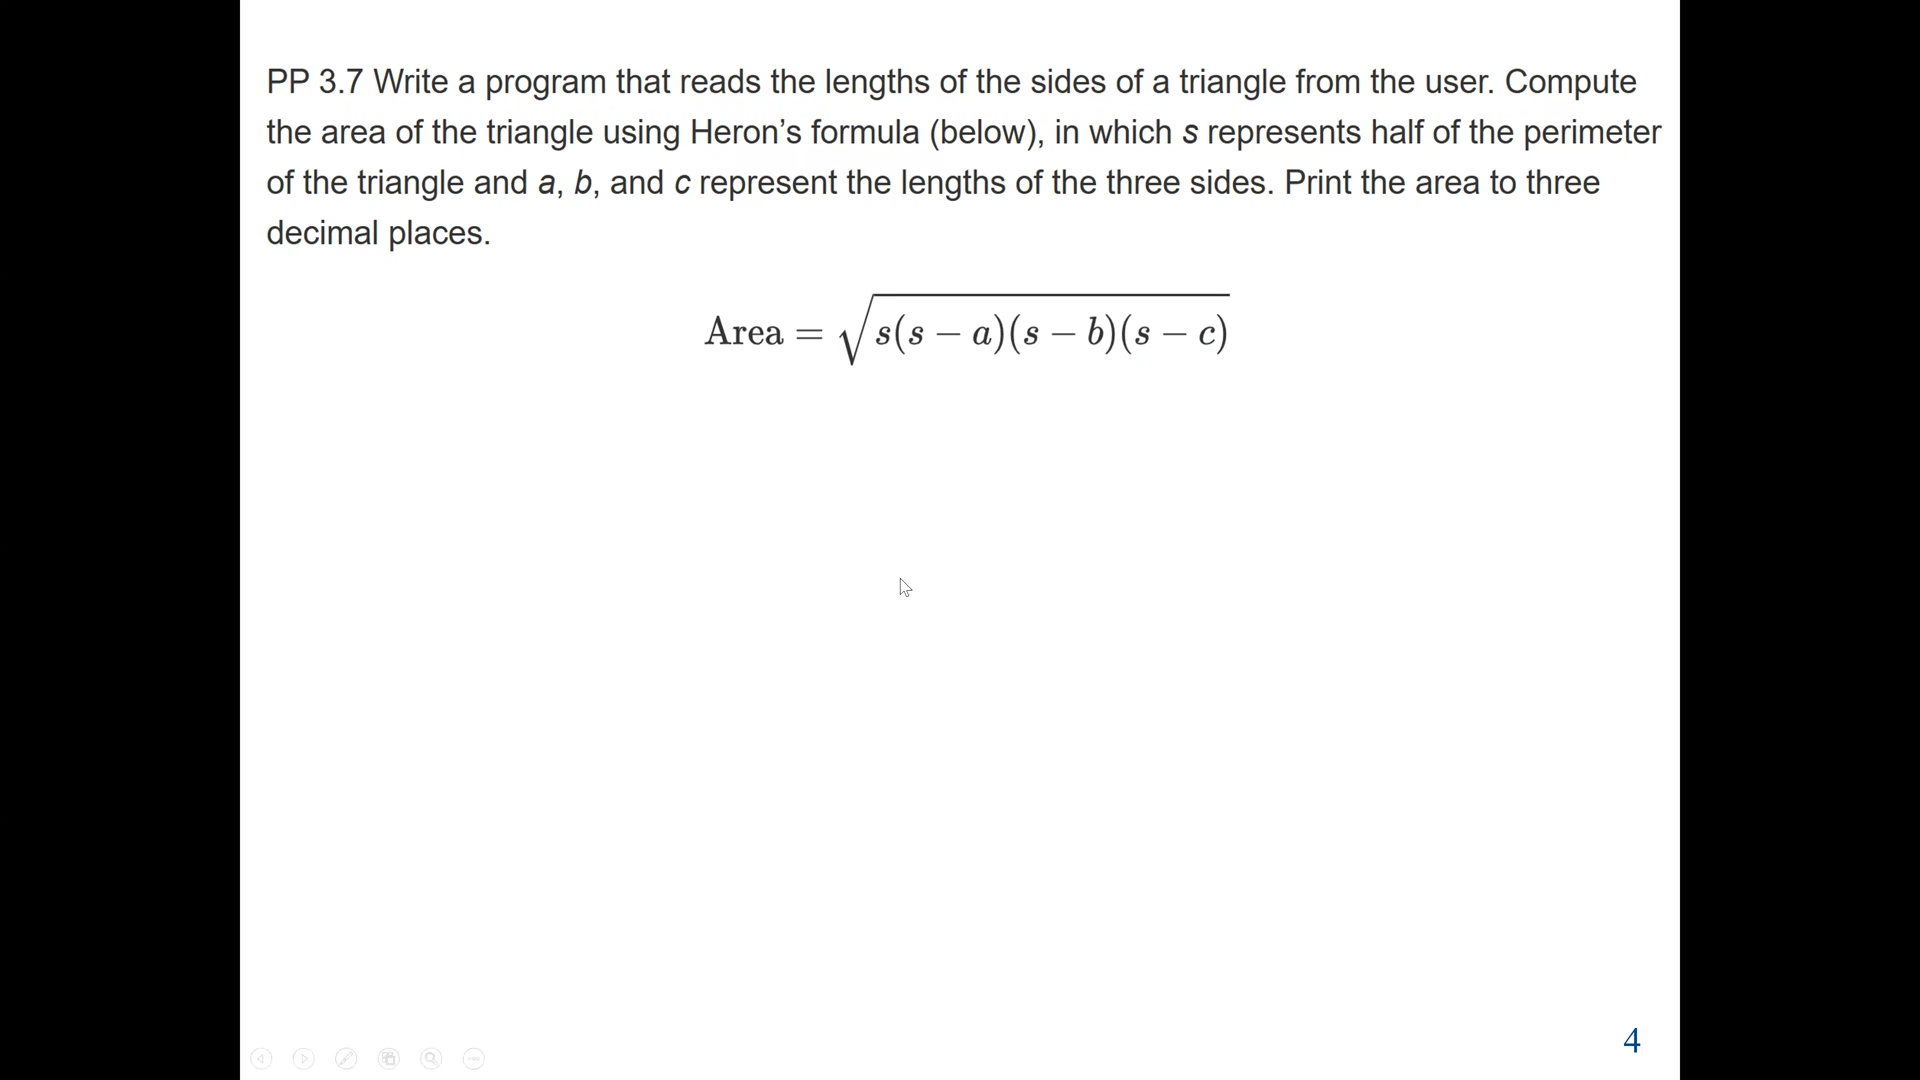 PP 3.7 Write a program that reads the lengths of the sides of a triangle from the user. Compute
the area of the triangle using Heron’s formula (below), in which s represents half of the perimeter
of the triangle and a, b, and c represent the lengths of the three sides. Print the area to three
decimal places.
Area = √s(s − a)(s − b)(s − c)
4